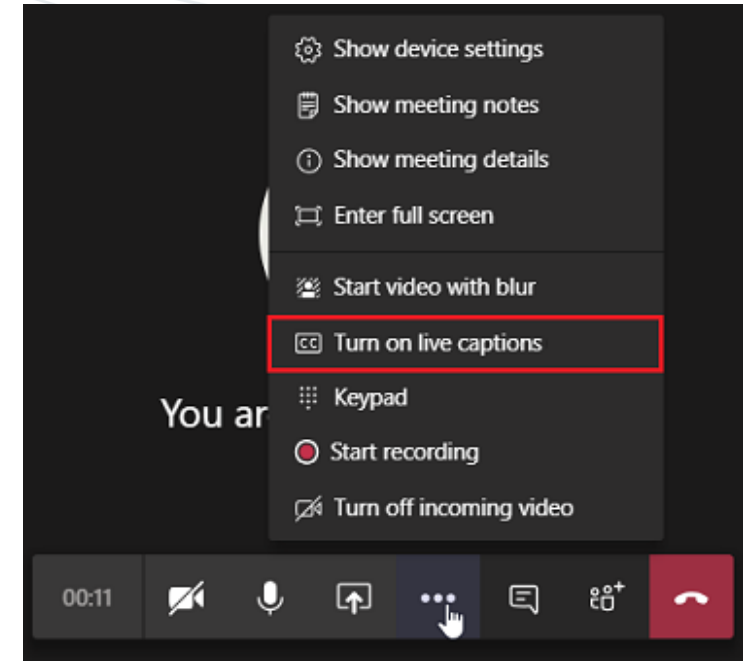 Show device settings
Show meeting notes
Show meeting details
Enter full screen
Start video with blur
CC Turn on live captions
You ar
Keypad
Start recording
Turn off incoming video
00:11